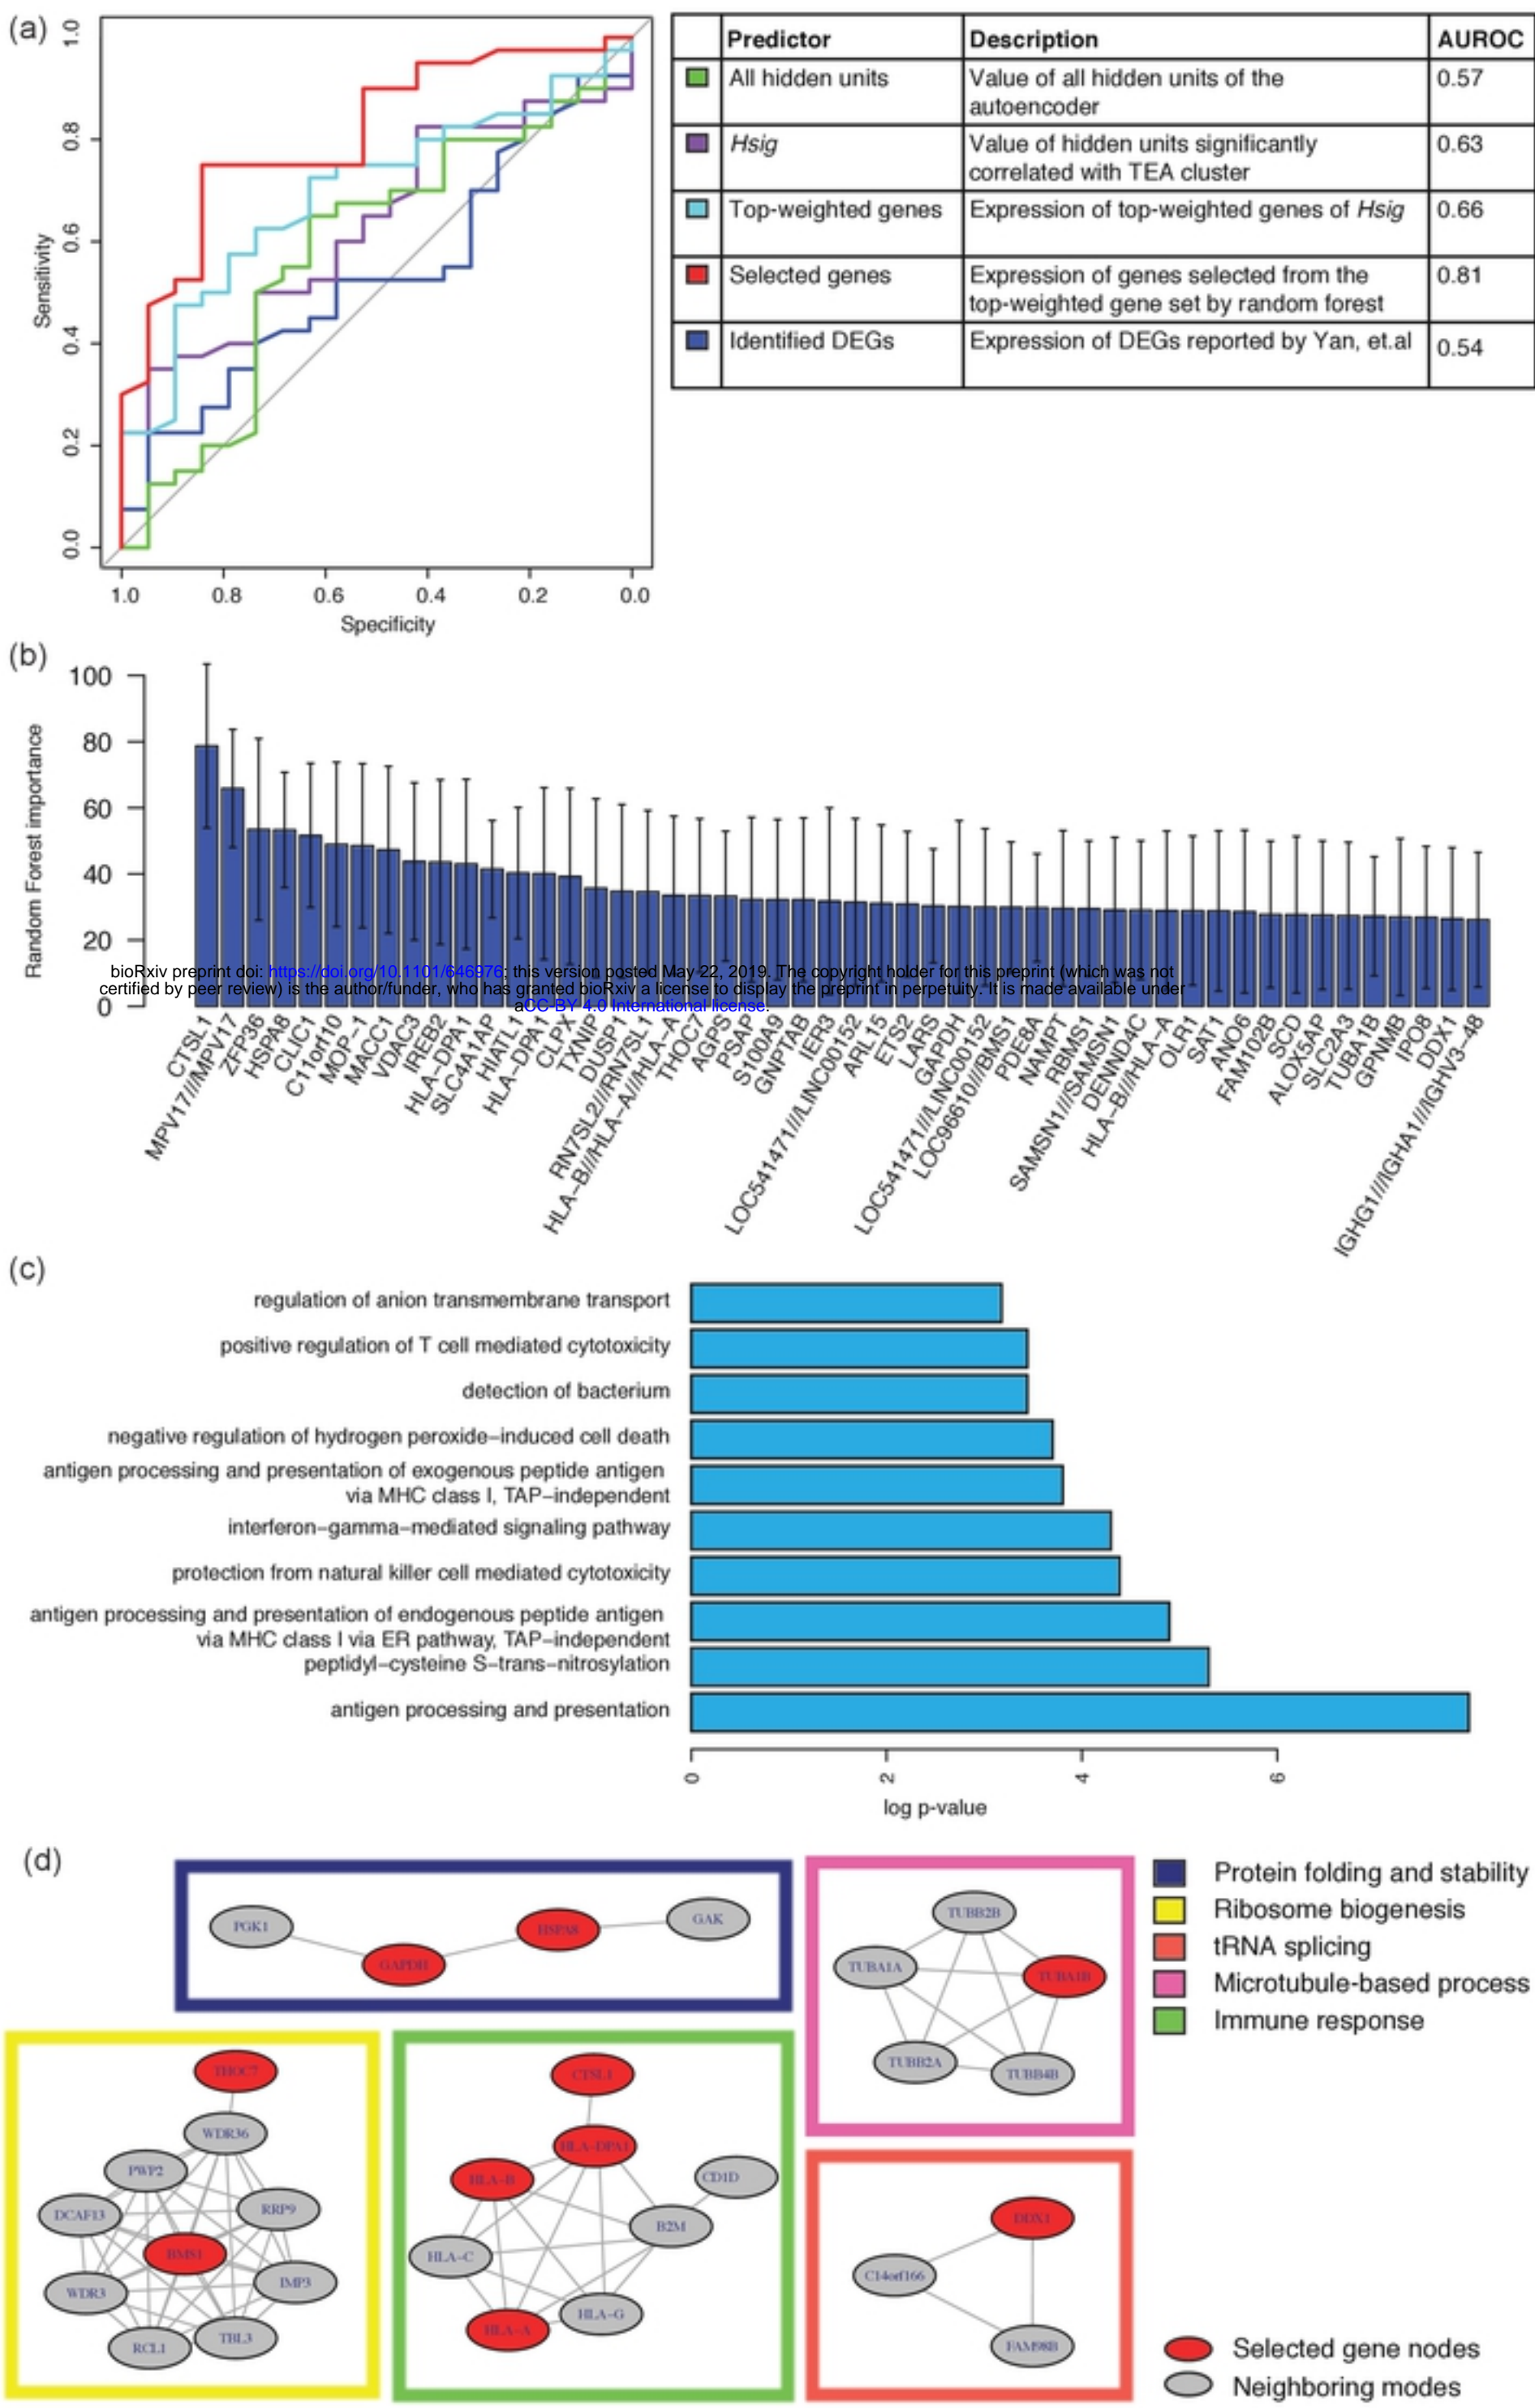 (a)
1.0
0.8
0.6
0.4
0.2
0.0
Sensitivity
1.0 0.8 0.6 0.4 0.2 0.0
Specificity
Predictor Description AUROC
All hidden units Value of all hidden units of the 0.57
autoencoder
Hsig Value of hidden units significantly 0.63
correlated with TEA cluster
Top-weighted genes Expression of top-weighted genes of Hsig 0.66
Selected genes Expression of genes selected from the 0.81
top-weighted gene set by random forest
Identified DEGs Expression of DEGs reported by Yan, et.al 0.54
(b)
Random Forest importance
100
80
60
40
20
0
bioRxiv preprint doi: https://doi.org/10.1101/646976; this version posted May 22, 2019. The copyright holder for this preprint (which was not
certified by peer review) is the author/funder, who has granted bioRxiv a license to display the preprint in perpetuity. It is made available under
aCC-BY 4.0 International license.
CTSL1
MPV17///MPV17
ZFP36
HSPA8
CLIC1
C11orf10
MOP-1
MACC1
VDAC3
IREB2
HLA-DPA1
SLC4A1AP
HIATL1
HLA-DPA1
CLPX
TXNIP
DUSP1
RN7SL2///RN7SL1
HLA-B///HLA-A///HLA-A
THOC7
AGPS
PSAP
S100A9
GNPTAB
IER3
LOC541471///LINC00152
ARL15
ETS2
LARS
GAPDH
LOC541471///LINC00152
LOC96610///BMS1
PDE8A
NAMPT
RBMS1
SAMSN1///SAMSN1
DENND4C
HLA-B///HLA-A
OLR1
SAT1
ANO6
FAM102B
SCD
ALOX5AP
SLC2A3
TUBA1B
GPNMB
IPO8
DDX1
IGHG1///IGHA1///IGHV3-48
(c)
regulation of anion transmembrane transport
positive regulation of T cell mediated cytotoxicity
detection of bacterium
negative regulation of hydrogen peroxide-induced cell death
antigen processing and presentation of exogenous peptide antigen
via MHC class I, TAP-independent
interferon-gamma-mediated signaling pathway
protection from natural killer cell mediated cytotoxicity
antigen processing and presentation of endogenous peptide antigen
via MHC class I via ER pathway, TAP-independent
peptidyl-cysteine S-trans-nitrosylation
antigen processing and presentation
0 2 4 6
log p-value
(d)
PGK1
GAPDH
HSPA8
GAK
TUBB2B
TUBA1A
TUBA1B
TUBB2A
TUBB4B
Protein folding and stability
Ribosome biogenesis
tRNA splicing
Microtubule-based process
Immune response
THOC7
WDR36
PWP2
DCAF13
RRP9
BMS1
WDR3
IMP3
RCL1
TBL3
CTSL1
HLA-DPA1
HLA-B
CD1D
B2M
HLA-C
HLA-G
HLA-A
DDX1
C14orf166
FAM98B
Selected gene nodes
Neighboring modes